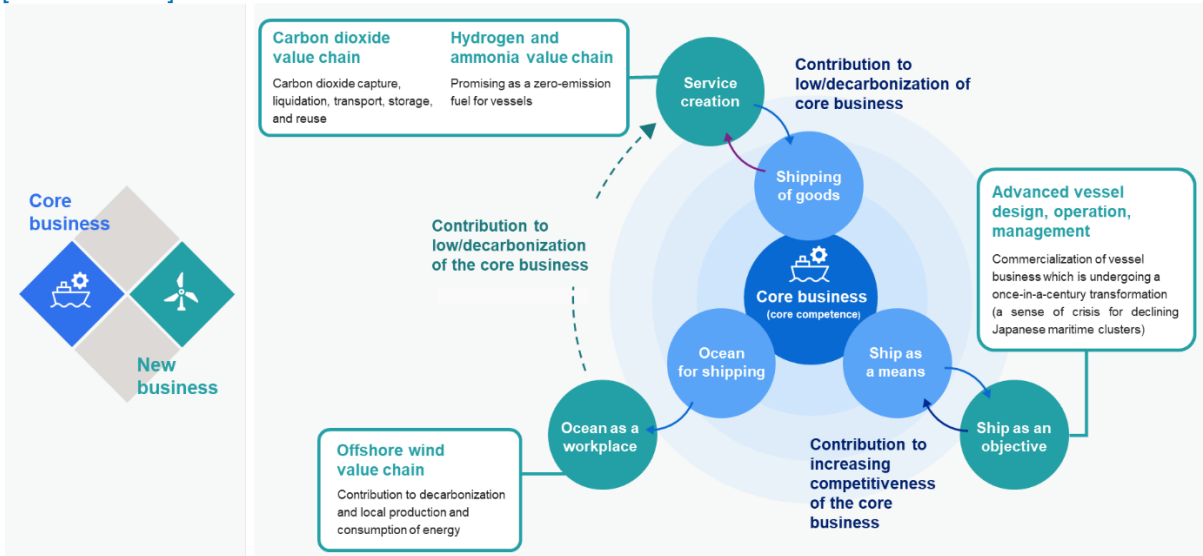 Core
business
New
business
Carbon dioxide
value chain
Carbon dioxide capture,
liquidation, transport, storage,
and reuse
Hydrogen and
ammonia value chain
Promising as a zero-emission
fuel for vessels
Service
creation
Contribution to
low/decarbonization of
core business
Shipping
of goods
Contribution to
low/decarbonization
of the core business
Core business
(core competence)
Ocean
for shipping
Ship as
a means
Advanced vessel
design, operation,
management
Commercialization of vessel
business which is undergoing a
once-in-a-century transformation
(a sense of crisis for declining
Japanese maritime clusters)
Ocean as a
workplace
Ship as an
objective
Offshore wind
value chain
Contribution to decarbonization
and local production and
consumption of energy
Contribution to
increasing
competitiveness
of the core
business